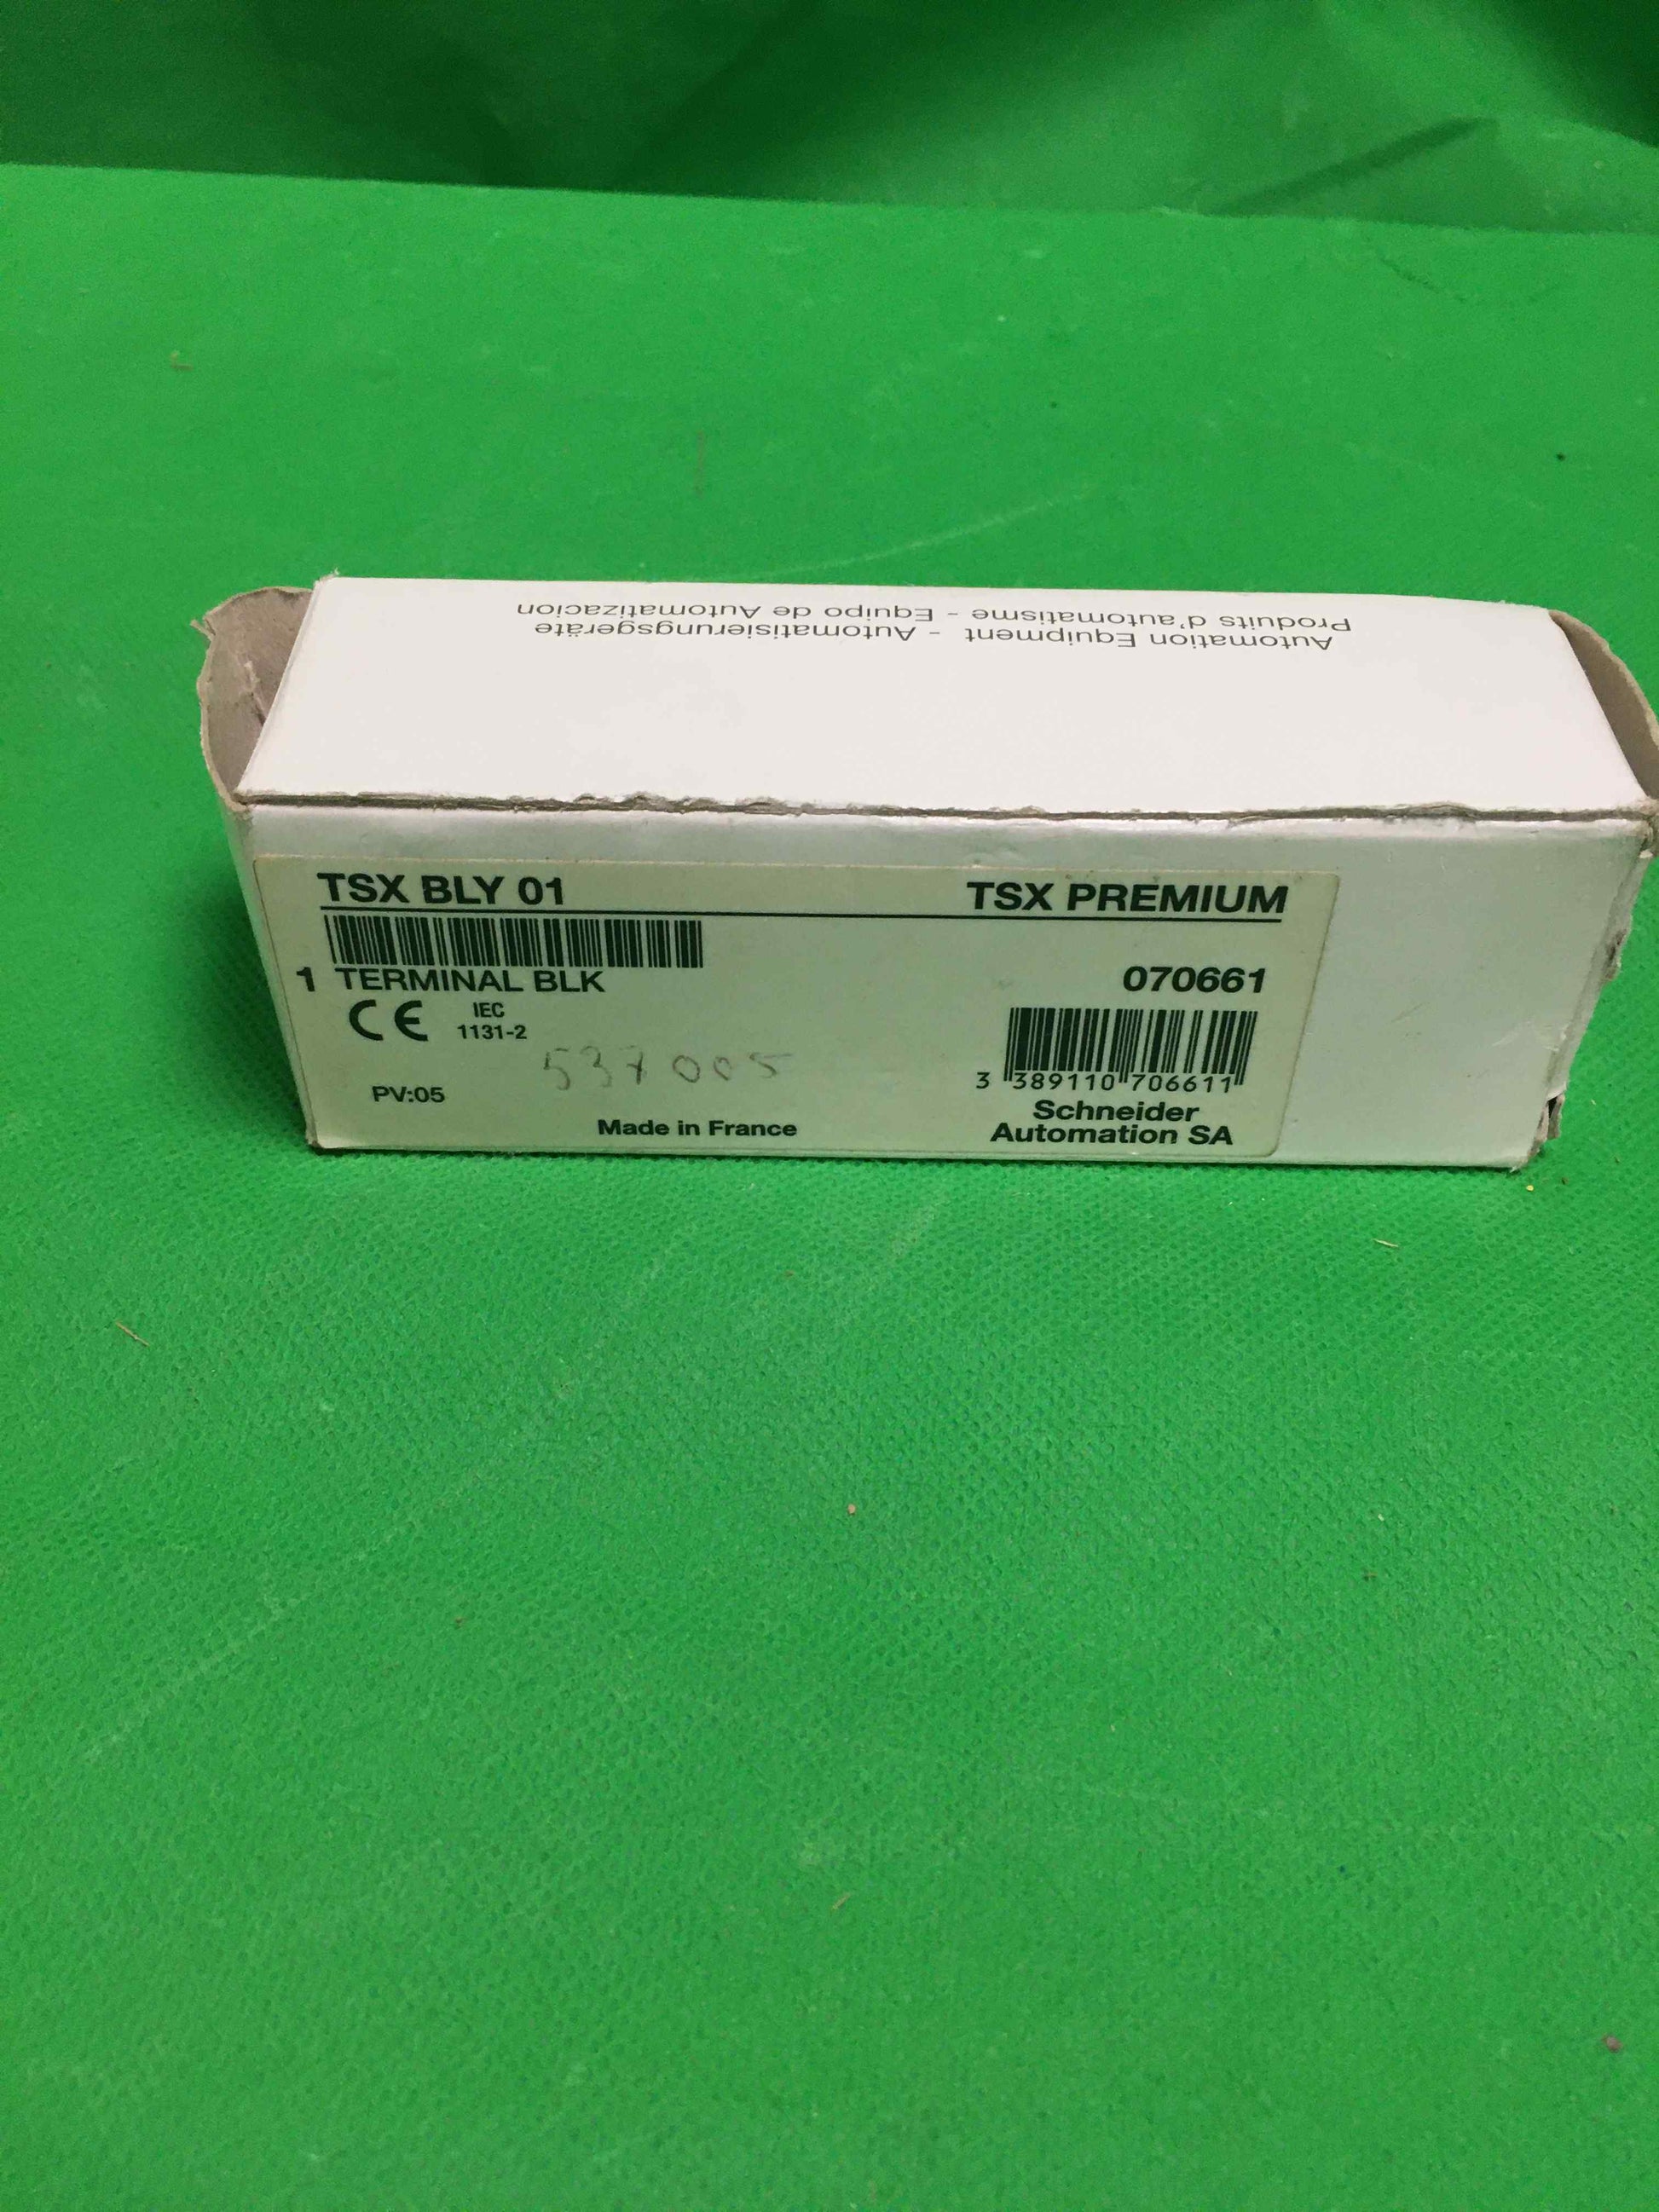 Automation Equipment - Automatisierungsgeräte
Produits d'automatisme - Equipo de Automatizacion
TSX BLY 01 TSX PREMIUM
1 TERMINAL BLK 070661
CE IEC
1131-2
537005
3 389110 706611
PV:05
Schneider
Made in France Automation SA